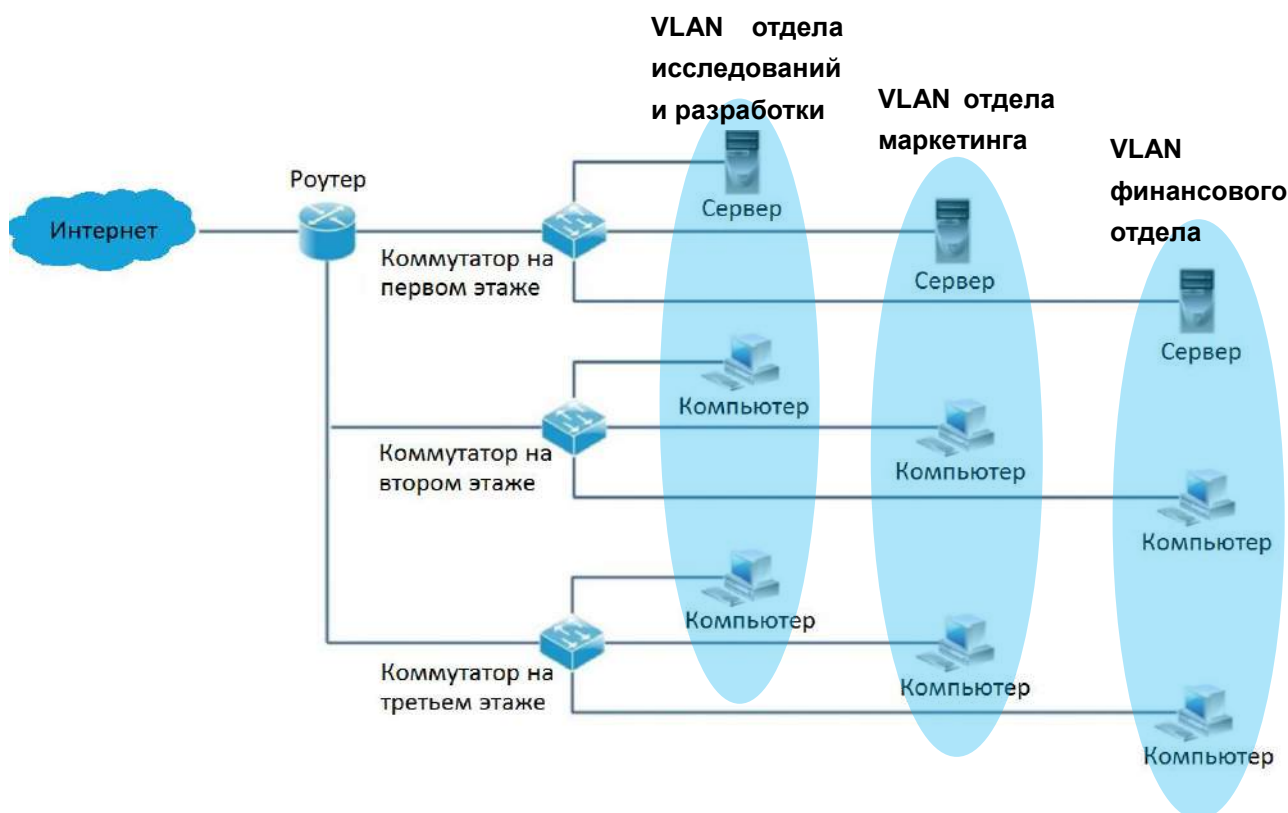 VLAN отдела
исследований
и разработки
VLAN отдела
маркетинга
VLAN
финансового
отдела
Роутер
Интернет
Сервер
Коммутатор на
первом этаже
Сервер
Сервер
Компьютер
Коммутатор на
втором этаже
Компьютер
Компьютер
Компьютер
Коммутатор на
третьем этаже
Компьютер
Компьютер